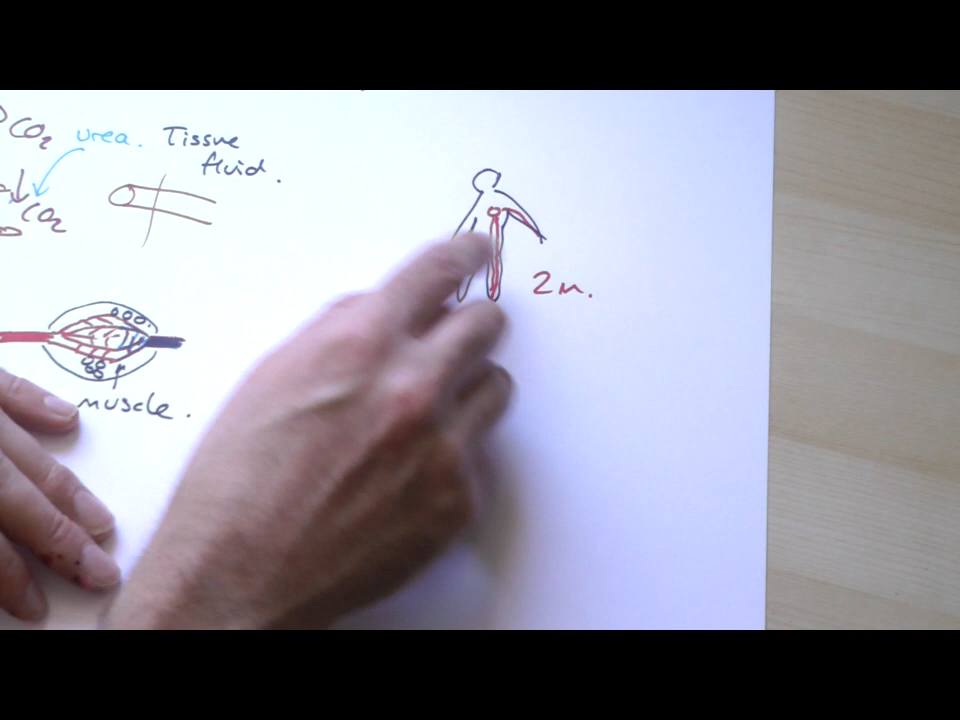 CO₂ urea. Tissue
fluid.
CO₂
2m.
muscle.